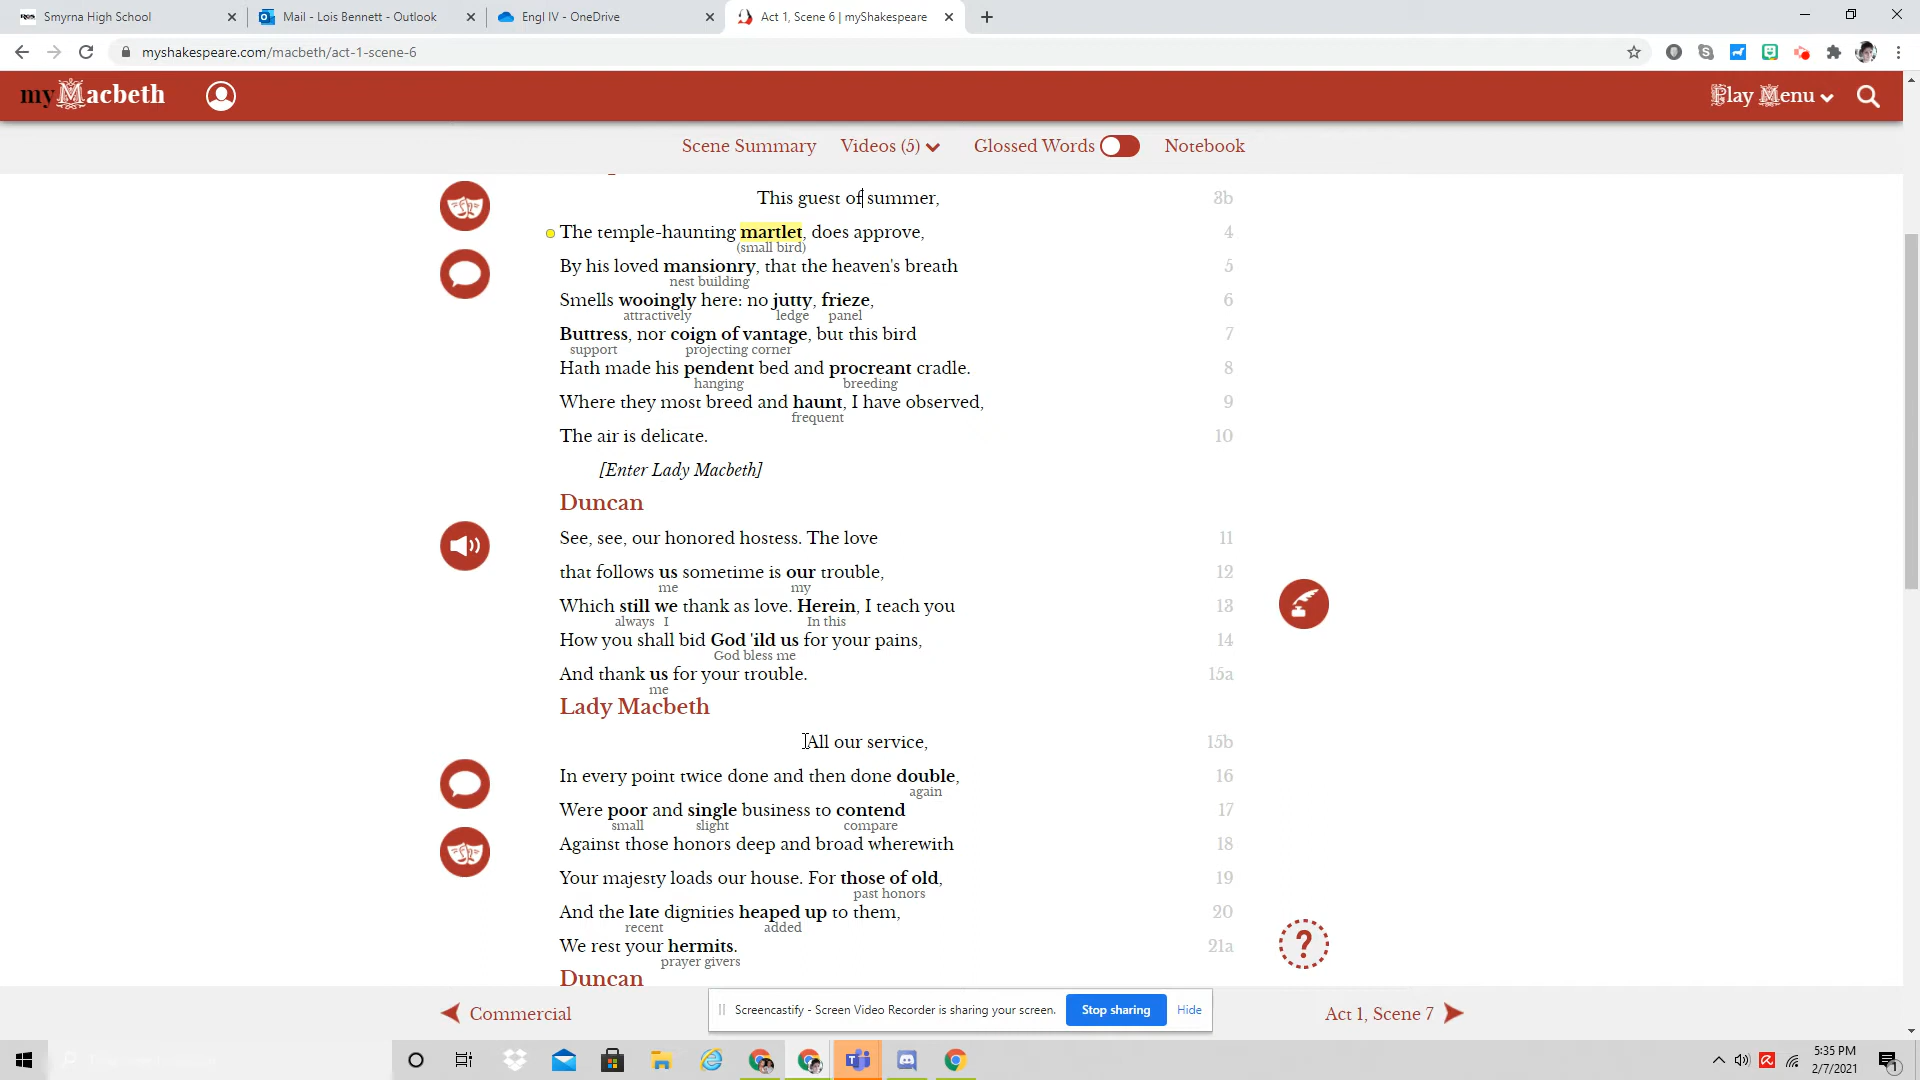 Smyrna High School
Mail - Lois Bennett - Outlook
Engl IV - OneDrive
Act 1, Scene 6 | myShakespeare
myshakespeare.com/macbeth/act-1-scene-6
myMacbeth
Play Menu
Scene Summary
Videos (5)
Glossed Words
Notebook
This guest of summer,
3b
The temple-haunting martlet, does approve,
4
(small bird)
By his loved mansionry, that the heaven's breath
5
nest building
Smells wooingly here: no jutty, frieze,
6
attractively ledge panel
Buttress, nor coign of vantage, but this bird
7
support projecting corner
Hath made his pendent bed and procreant cradle.
8
hanging breeding
Where they most breed and haunt, I have observed,
9
frequent
The air is delicate.
10
[Enter Lady Macbeth]
Duncan
See, see, our honored hostess. The love
11
that follows us sometime is our trouble,
12
me my
Which still we thank as love. Herein, I teach you
13
always I In this
How you shall bid God 'ild us for your pains,
14
God bless me
And thank us for your trouble.
15a
me
Lady Macbeth
All our service,
15b
In every point twice done and then done double,
16
again
Were poor and single business to contend
17
small slight compare
Against those honors deep and broad wherewith
18
Your majesty loads our house. For those of old,
19
past honors
And the late dignities heaped up to them,
20
recent added
We rest your hermits.
21a
prayer givers
?
Duncan
Commercial
Screencastify - Screen Video Recorder is sharing your screen.
Stop sharing
Hide
Act 1, Scene 7
5:35 PM
2/7/2021